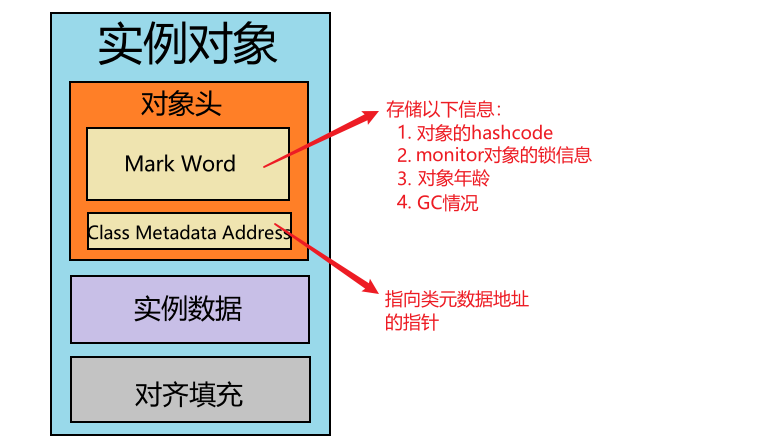 实例对象
对象头
Mark Word
Class Metadata Address
实例数据
对齐填充
存储以下信息：
1. 对象的hashcode
2. monitor对象的锁信息
3. 对象年龄
4. GC情况
指向类元数据地址
的指针